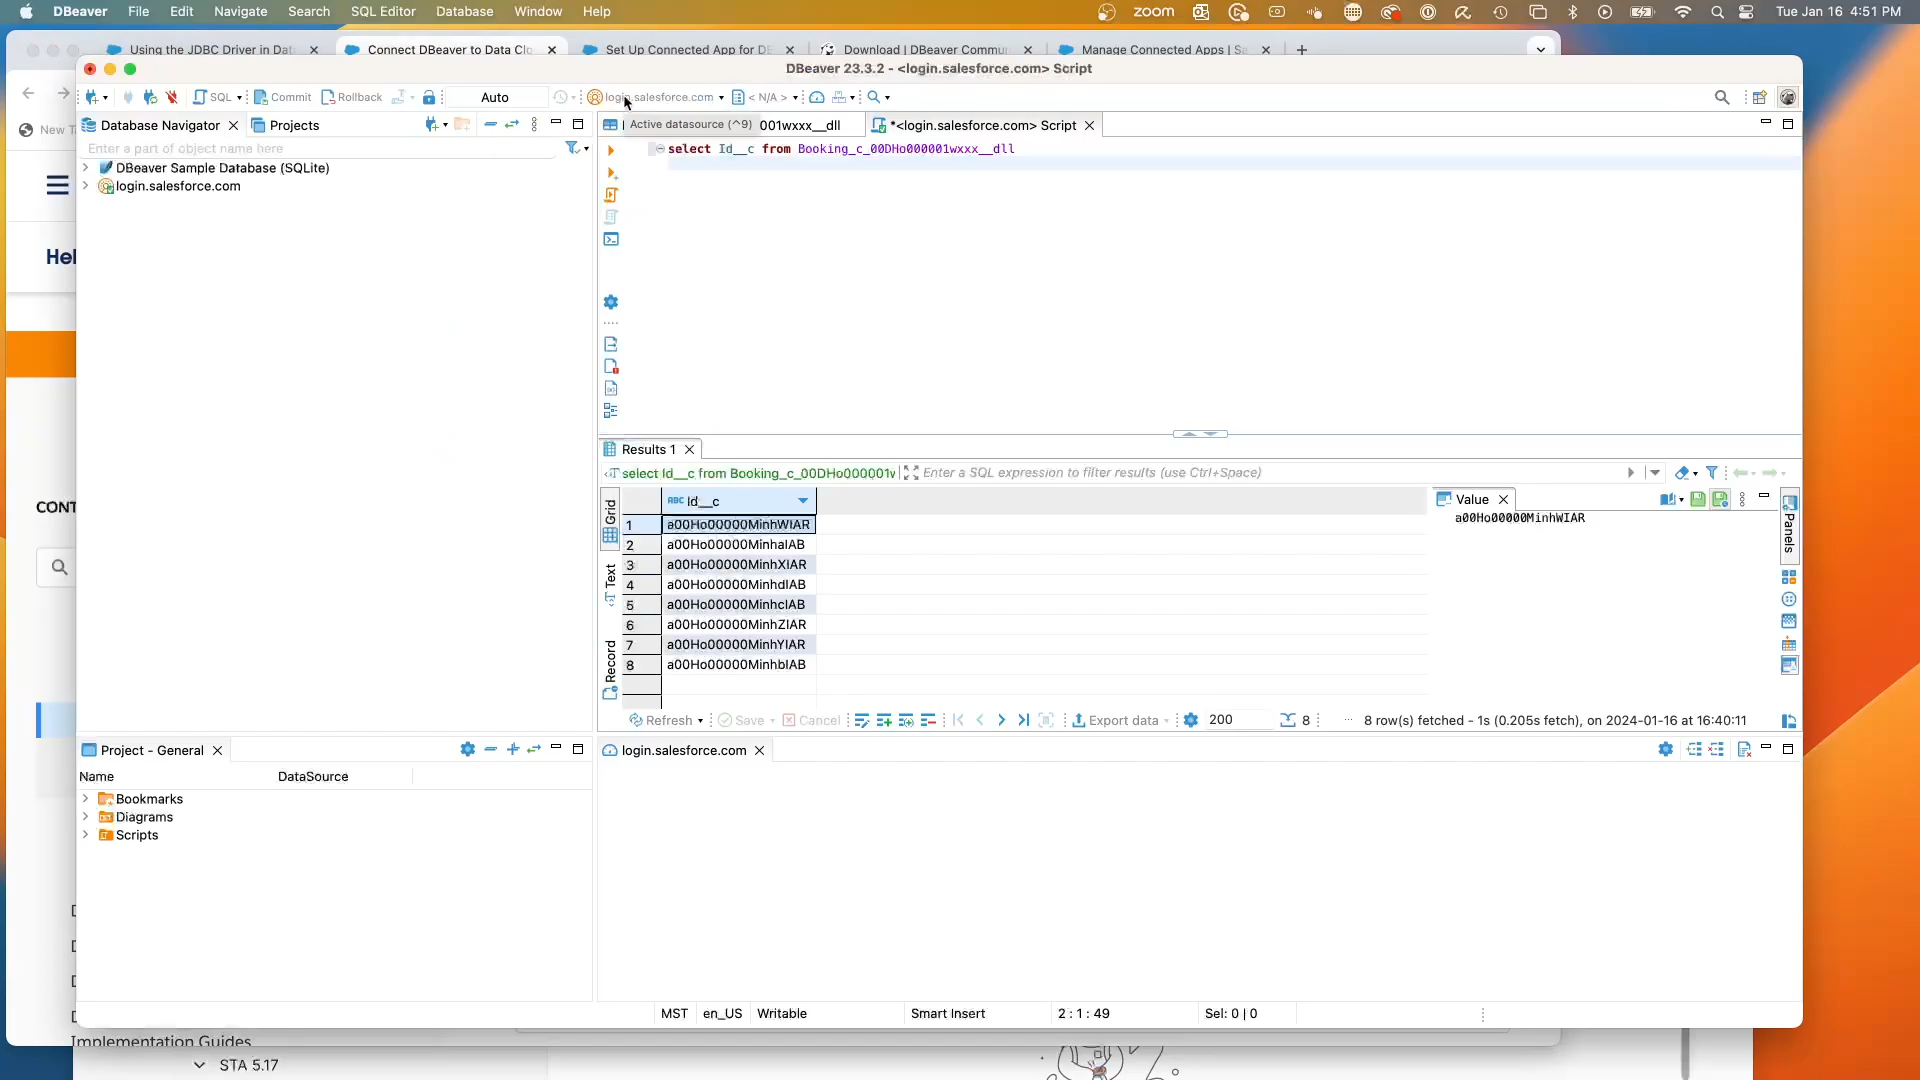 DBeaver File Edit Navigate Search SQL Editor Database Window Help
zoom
Tue Jan 16 4:51 PM
Using the JDBC Driver in Dat
Connect DBeaver to Data Clo
Set Up Connected App for DB
Download | DBeaver Commun
Manage Connected Apps | Sa
DBeaver 23.3.2 - <login.salesforce.com> Script
SQL
Commit
Rollback
Auto
login.salesforce.com
< N/A >
New T
Database Navigator
Projects
Active datasource (^9)
001wxxx__dll
*<login.salesforce.com> Script
Enter a part of object name here
select Id__c from Booking_c_00DHo000001wxxx__dll
DBeaver Sample Database (SQLite)
login.salesforce.com
Hel
CONT
Results 1
select Id__c from Booking_c_00DHo000001w
Enter a SQL expression to filter results (use Ctrl+Space)
Grid
Text
Record
ABC Id__c
1 a00Ho00000MinhWIAR
2 a00Ho00000MinhaIAB
3 a00Ho00000MinhXIAR
4 a00Ho00000MinhdIAB
5 a00Ho00000MinhcIAB
6 a00Ho00000MinhZIAR
7 a00Ho00000MinhYIAR
8 a00Ho00000MinhbIAB
Value
a00Ho00000MinhWIAR
Panels
Refresh
Save
Cancel
Export data
200
8
8 row(s) fetched - 1s (0.205s fetch), on 2024-01-16 at 16:40:11
Project - General
login.salesforce.com
Name DataSource
Bookmarks
Diagrams
Scripts
MST en_US Writable Smart Insert 2 : 1 : 49 Sel: 0 | 0
Implementation Guides
STA 5.17